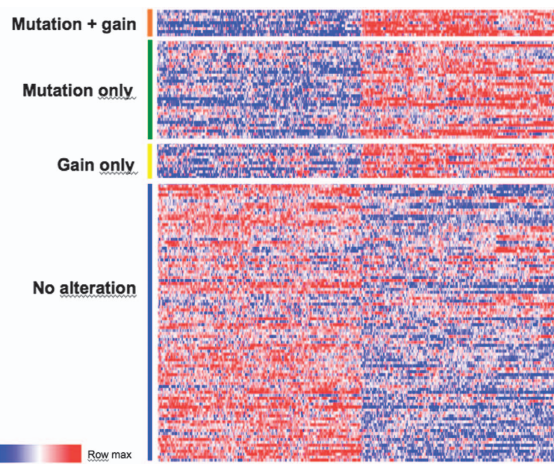 Mutation + gain
Mutation only
Gain only
No alteration
Row max